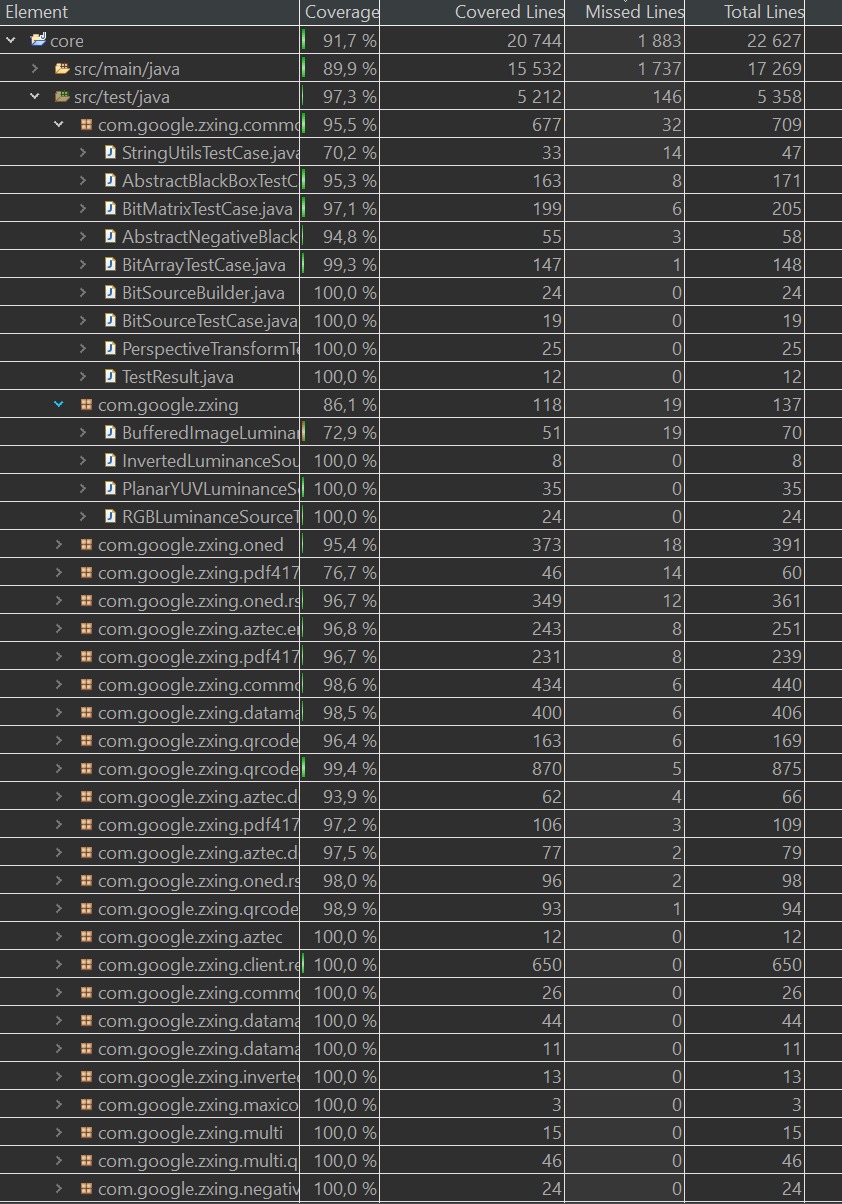 Element Coverage Covered Lines Missed Lines Total Lines
core 91,7 % 20 744 1 883 22 627
src/main/java 89,9 % 15 532 1 737 17 269
src/test/java 97,3 % 5 212 146 5 358
com.google.zxing.commo 95,5 % 677 32 709
StringUtilsTestCase.java 70,2 % 33 14 47
AbstractBlackBoxTestC 95,3 % 163 8 171
BitMatrixTestCase.java 97,1 % 199 6 205
AbstractNegativeBlack 94,8 % 55 3 58
BitArrayTestCase.java 99,3 % 147 1 148
BitSourceBuilder.java 100,0 % 24 0 24
BitSourceTestCase.java 100,0 % 19 0 19
PerspectiveTransformTe 100,0 % 25 0 25
TestResult.java 100,0 % 12 0 12
com.google.zxing 86,1 % 118 19 137
BufferedImageLuminan 72,9 % 51 19 70
InvertedLuminanceSou 100,0 % 8 0 8
PlanarYUVLuminanceSo 100,0 % 35 0 35
RGBLuminanceSourceT 100,0 % 24 0 24
com.google.zxing.oned 95,4 % 373 18 391
com.google.zxing.pdf417 76,7 % 46 14 60
com.google.zxing.oned.rs 96,7 % 349 12 361
com.google.zxing.aztec.en 96,8 % 243 8 251
com.google.zxing.pdf417 96,7 % 231 8 239
com.google.zxing.commo 98,6 % 434 6 440
com.google.zxing.datama 98,5 % 400 6 406
com.google.zxing.qrcode 96,4 % 163 6 169
com.google.zxing.qrcode 99,4 % 870 5 875
com.google.zxing.aztec.d 93,9 % 62 4 66
com.google.zxing.pdf417 97,2 % 106 3 109
com.google.zxing.aztec.d 97,5 % 77 2 79
com.google.zxing.oned.rs 98,0 % 96 2 98
com.google.zxing.qrcode 98,9 % 93 1 94
com.google.zxing.aztec 100,0 % 12 0 12
com.google.zxing.client.re 100,0 % 650 0 650
com.google.zxing.commo 100,0 % 26 0 26
com.google.zxing.datama 100,0 % 44 0 44
com.google.zxing.datama 100,0 % 11 0 11
com.google.zxing.inverted 100,0 % 13 0 13
com.google.zxing.maxico 100,0 % 3 0 3
com.google.zxing.multi 100,0 % 15 0 15
com.google.zxing.multi.q 100,0 % 46 0 46
com.google.zxing.negativ 100,0 % 24 0 24